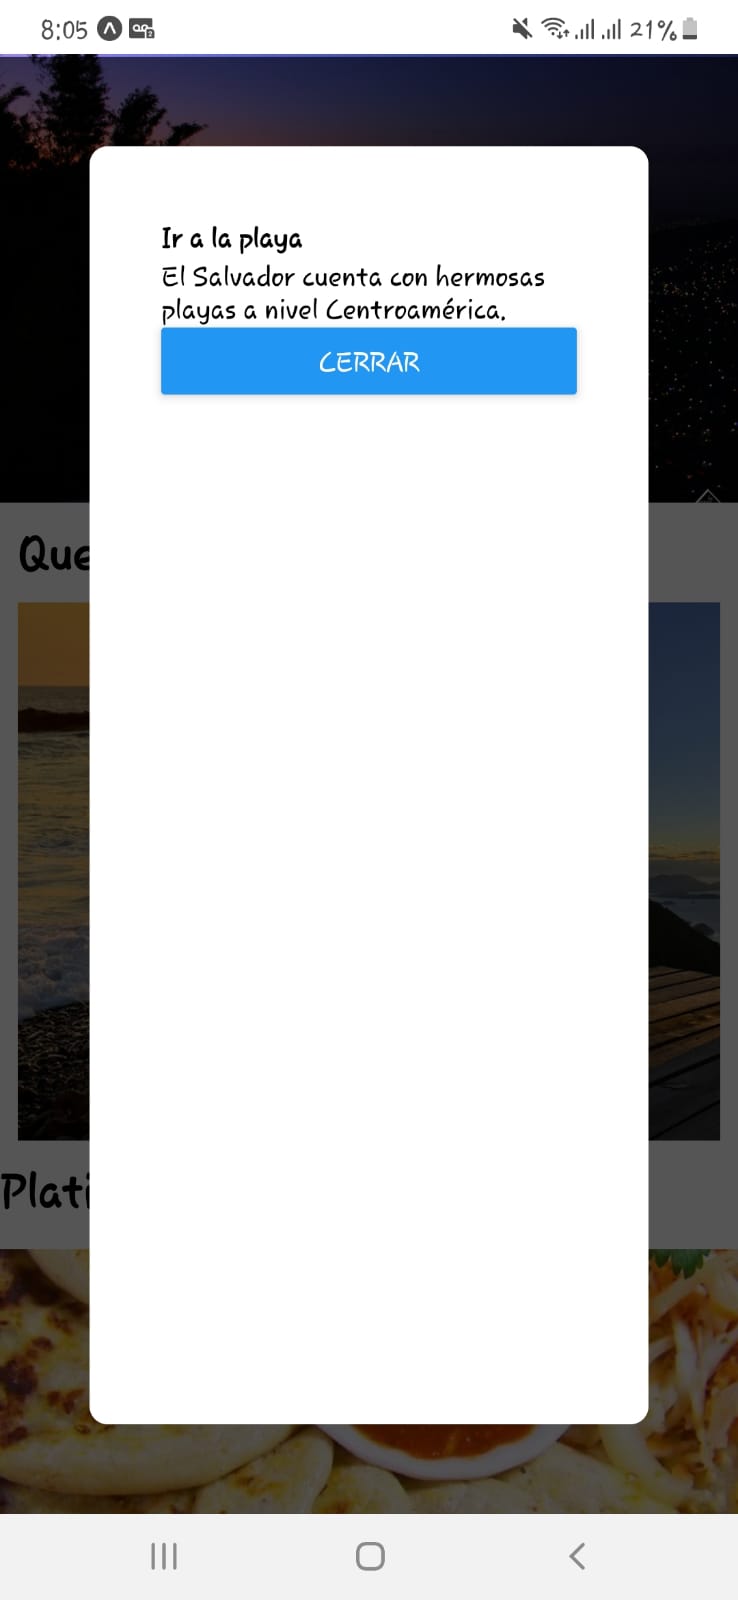 8:05 21%
Ir a la playa
El Salvador cuenta con hermosas
playas a nivel Centroamérica.
CERRAR
Que
Plati